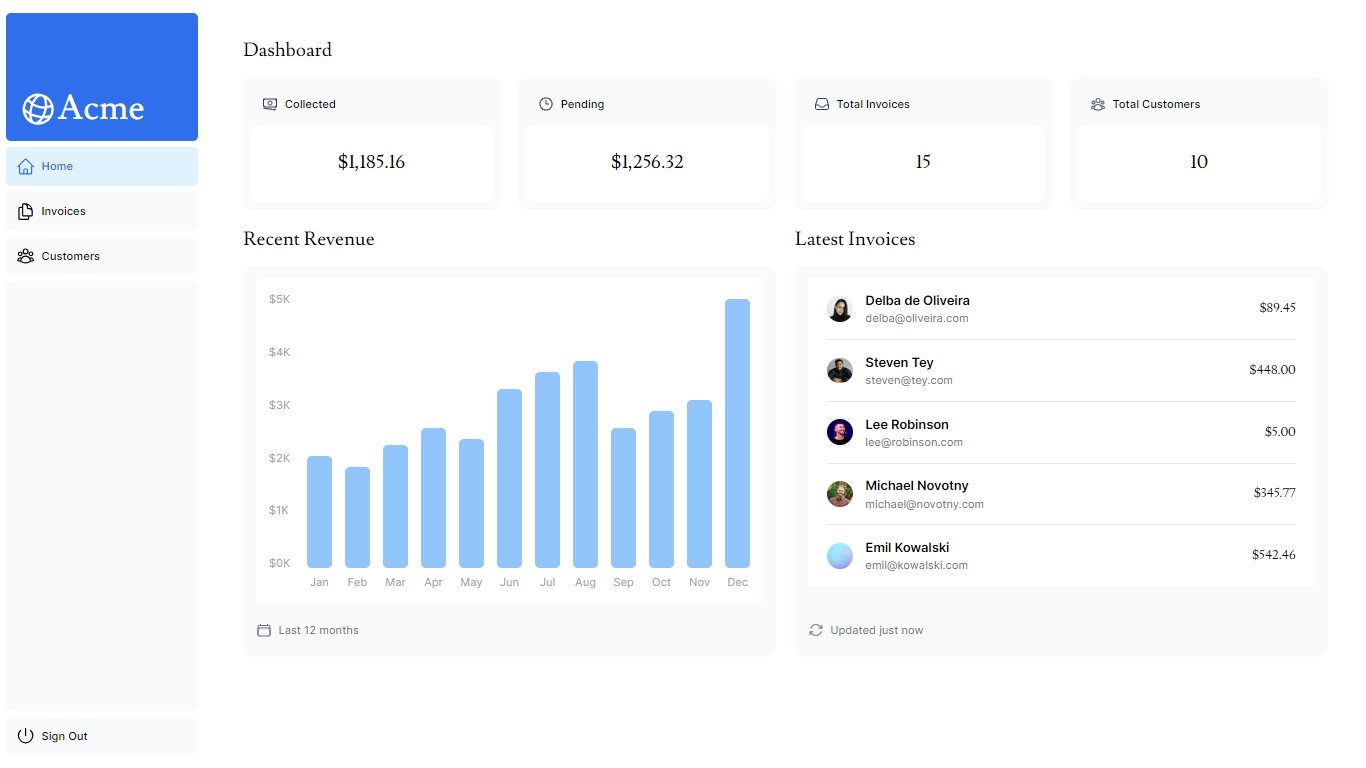 Acme
Home
Invoices
Customers
Sign Out
Dashboard
Collected
$1,185.16
Pending
$1,256.32
Total Invoices
15
Total Customers
10
Recent Revenue
$5K
$4K
$3K
$2K
$1K
$0K
Jan Feb Mar Apr May Jun Jul Aug Sep Oct Nov Dec
Last 12 months
Latest Invoices
Delba de Oliveira
delba@oliveira.com
$89.45
Steven Tey
steven@tey.com
$448.00
Lee Robinson
lee@robinson.com
$5.00
Michael Novotny
michael@novotny.com
$345.77
Emil Kowalski
emil@kowalski.com
$542.46
Updated just now